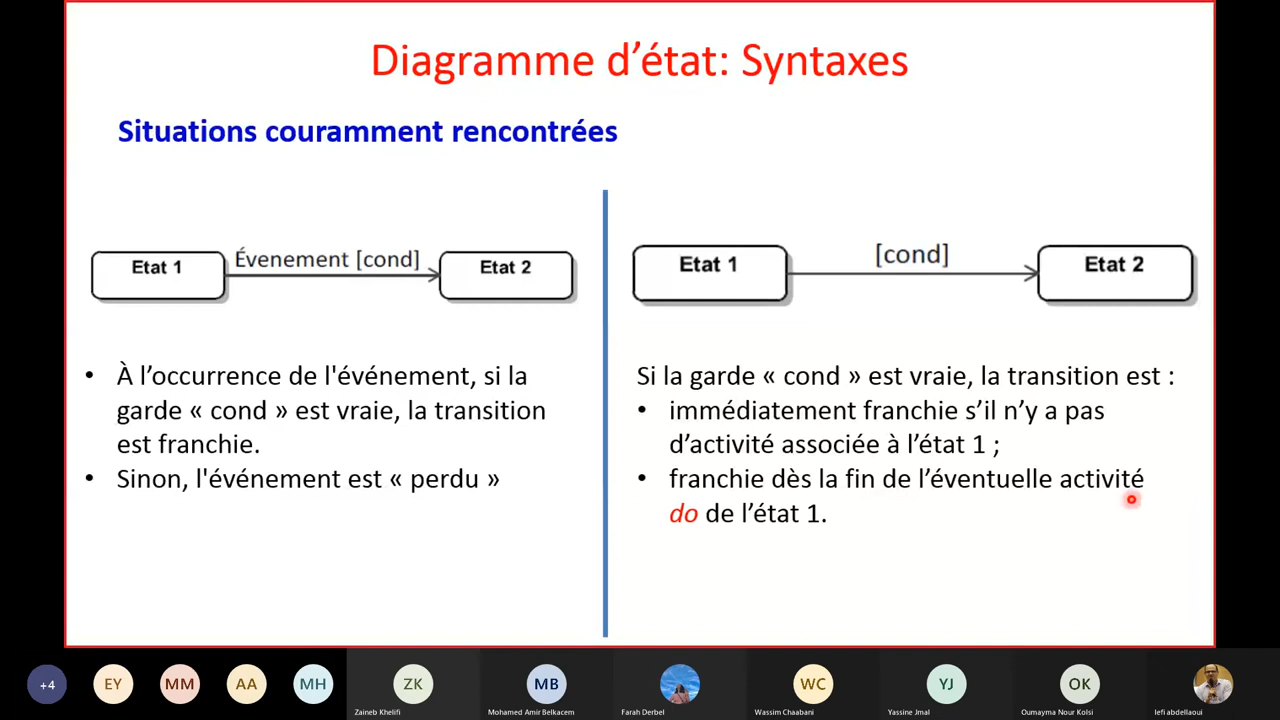 Diagramme d’état: Syntaxes
Situations couramment rencontrées
Etat 1
Évenement [cond]
Etat 2
À l’occurrence de l'événement, si la
garde « cond » est vraie, la transition
est franchie.
Sinon, l'événement est « perdu »
Etat 1
[cond]
Etat 2
Si la garde « cond » est vraie, la transition est :
immédiatement franchie s’il n’y a pas
d’activité associée à l’état 1 ;
franchie dès la fin de l’éventuelle activité
do de l’état 1.
+4
EY
MM
AA
MH
ZK
Zaineb Khelifi
MB
Mohamed Amir Belkacem
Farah Derbel
WC
Wassim Chaabani
YJ
Yassine Jmal
OK
Oumayma Nour Kolsi
lefi abdellaoui